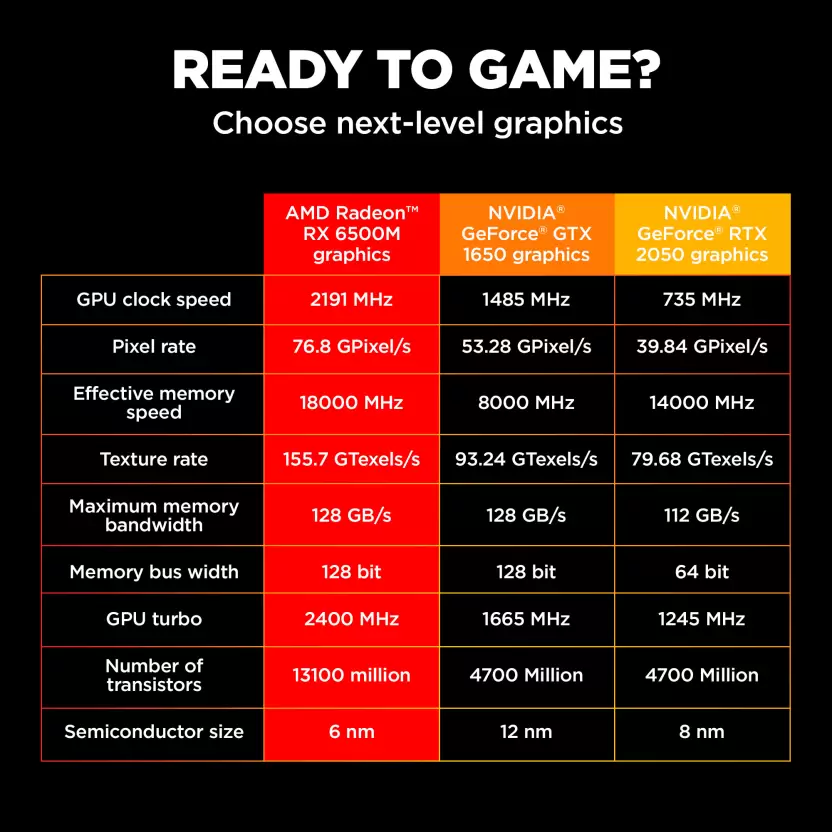 READY TO GAME?
Choose next-level graphics
AMD Radeon™
RX 6500M
graphics
NVIDIA®
GeForce® GTX
1650 graphics
NVIDIA®
GeForce® RTX
2050 graphics
GPU clock speed
2191 MHz
1485 MHz
735 MHz
Pixel rate
76.8 GPixel/s
53.28 GPixel/s
39.84 GPixel/s
Effective memory
speed
18000 MHz
8000 MHz
14000 MHz
Texture rate
155.7 GTexels/s
93.24 GTexels/s
79.68 GTexels/s
Maximum memory
bandwidth
128 GB/s
128 GB/s
112 GB/s
Memory bus width
128 bit
128 bit
64 bit
GPU turbo
2400 MHz
1665 MHz
1245 MHz
Number of
transistors
13100 million
4700 Million
4700 Million
Semiconductor size
6 nm
12 nm
8 nm